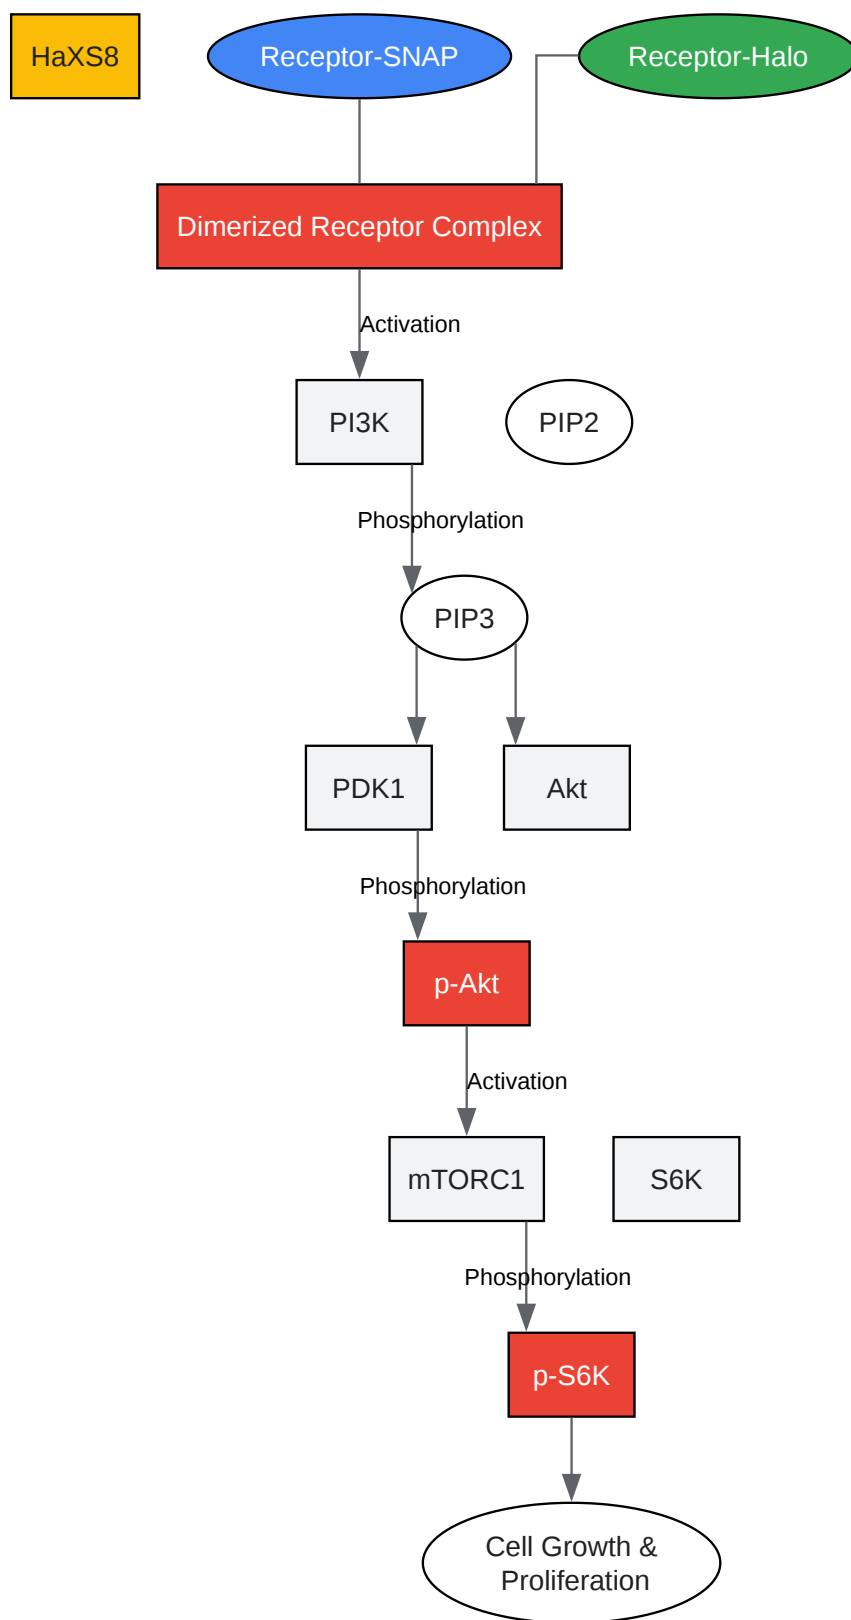 HaXS8
Receptor-SNAP
Receptor-Halo
Dimerized Receptor Complex
Activation
PI3K
PIP2
Phosphorylation
PIP3
PDK1
Akt
Phosphorylation
p-Akt
Activation
mTORC1
S6K
Phosphorylation
p-S6K
Cell Growth &
Proliferation